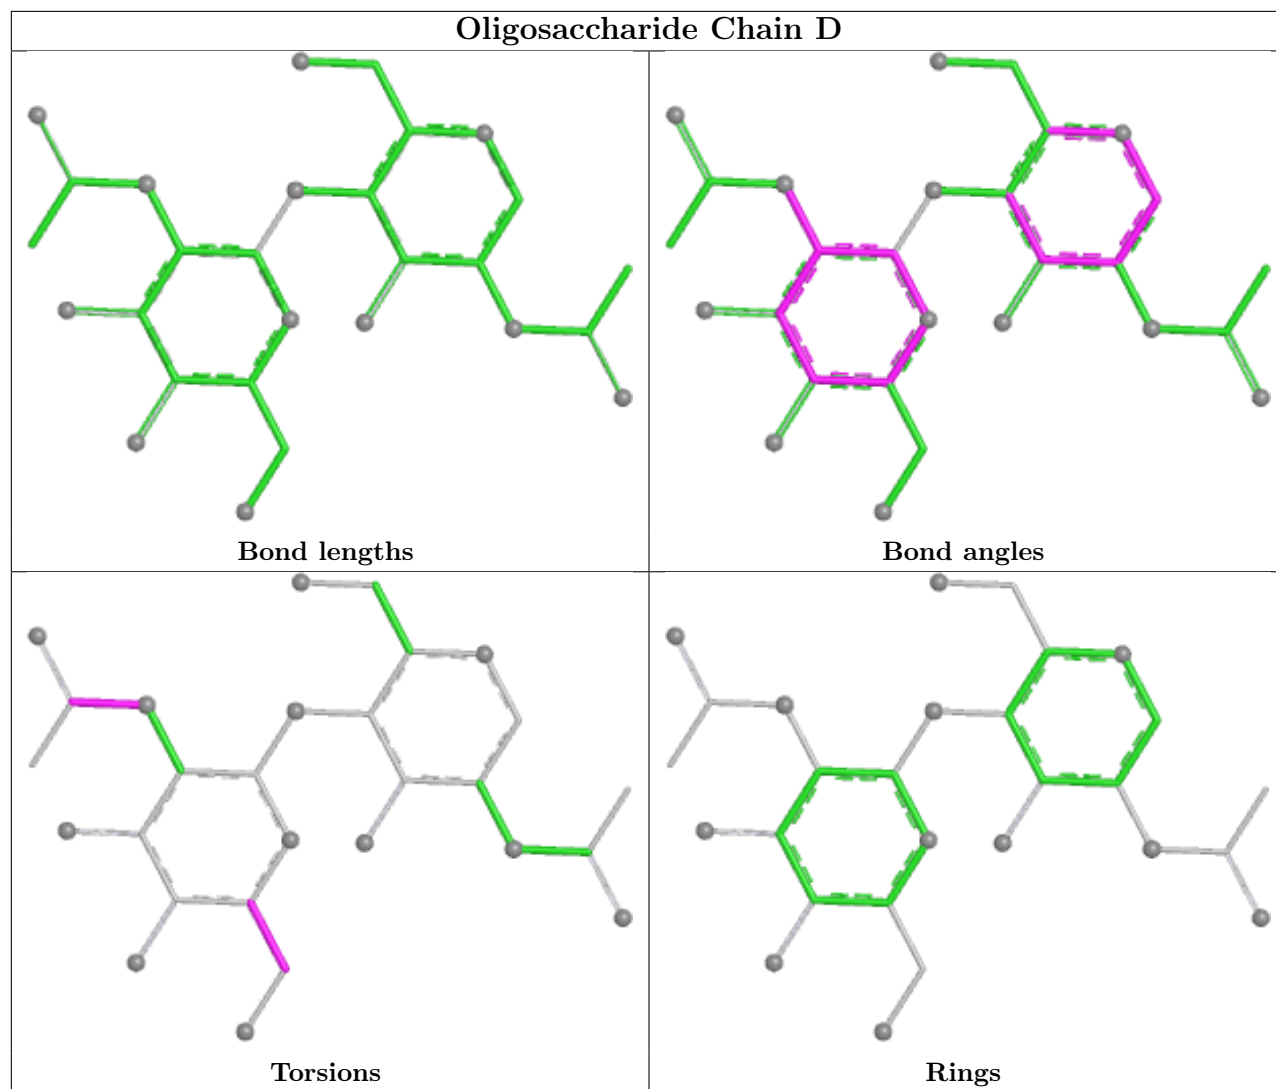 Oligosaccharide Chain D
Bond lengths
Bond angles
Torsions
Rings